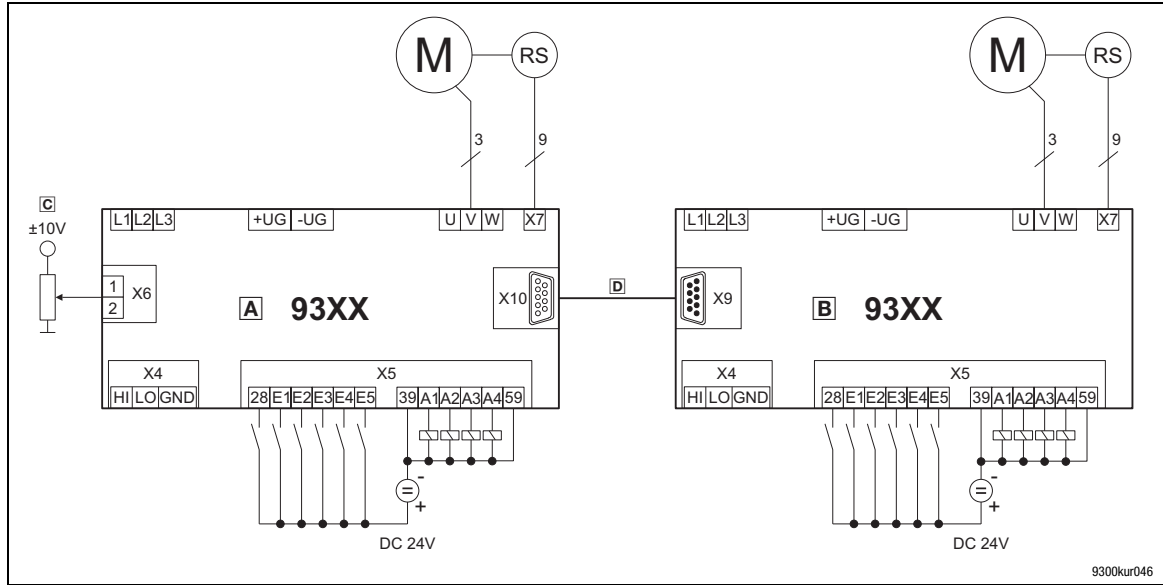 M RS M RS
3 9 3 9
C
±10V
L1 L2 L3 +UG -UG U V W X7
L1 L2 L3 +UG -UG U V W X7
1
2
X6
A 93XX
X10
D
X9
B 93XX
X4
HI LO GND
X5
28 E1 E2 E3 E4 E5 39 A1 A2 A3 A4 59
X4
HI LO GND
X5
28 E1 E2 E3 E4 E5 39 A1 A2 A3 A4 59
-
=
+
DC 24V
-
=
+
DC 24V
9300kur046